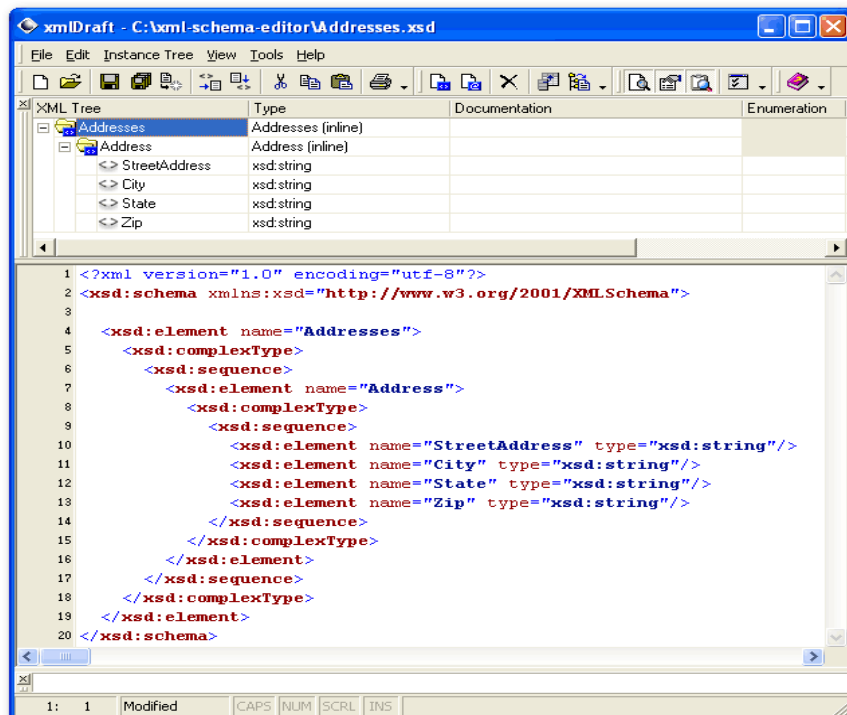 xmlDraft - C:\xml-schema-editor\Addresses.xsd
File Edit Instance Tree View Tools Help
XML Tree Type Documentation Enumeration
Addresses Addresses (inline)
Address Address (inline)
<> StreetAddress xsd:string
<> City xsd:string
<> State xsd:string
<> Zip xsd:string
1 <?xml version="1.0" encoding="utf-8"?>
2 <xsd:schema xmlns:xsd="http://www.w3.org/2001/XMLSchema">
3
4 <xsd:element name="Addresses">
5 <xsd:complexType>
6 <xsd:sequence>
7 <xsd:element name="Address">
8 <xsd:complexType>
9 <xsd:sequence>
10 <xsd:element name="StreetAddress" type="xsd:string"/>
11 <xsd:element name="City" type="xsd:string"/>
12 <xsd:element name="State" type="xsd:string"/>
13 <xsd:element name="Zip" type="xsd:string"/>
14 </xsd:sequence>
15 </xsd:complexType>
16 </xsd:element>
17 </xsd:sequence>
18 </xsd:complexType>
19 </xsd:element>
20 </xsd:schema>
1: 1 Modified CAPS NUM SCRL INS